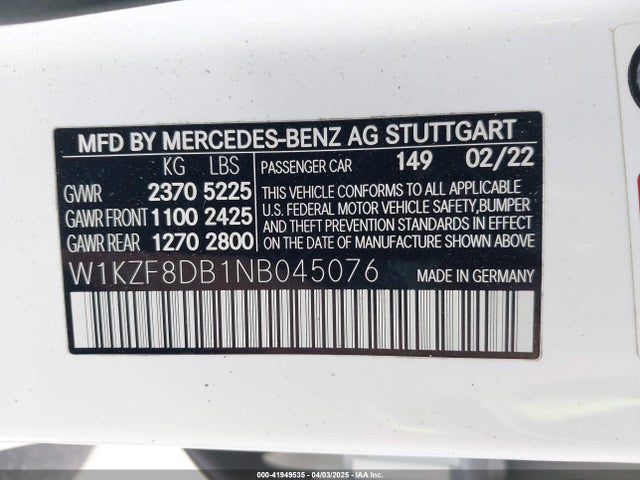 MFD BY MERCEDES-BENZ AG STUTTGART
KG LBS
GVWR 2370 5225
GAWR FRONT 1100 2425
GAWR REAR 1270 2800
PASSENGER CAR 149 02/22
THIS VEHICLE CONFORMS TO ALL APPLICABLE
U.S. FEDERAL MOTOR VEHICLE SAFETY, BUMPER
AND THEFT PREVENTION STANDARDS IN EFFECT
ON THE DATE OF MANUFACTURE SHOWN ABOVE.
W1KZF8DB1NB045076 MADE IN GERMANY
000-41949535 - 04/03/2025 - IAAI